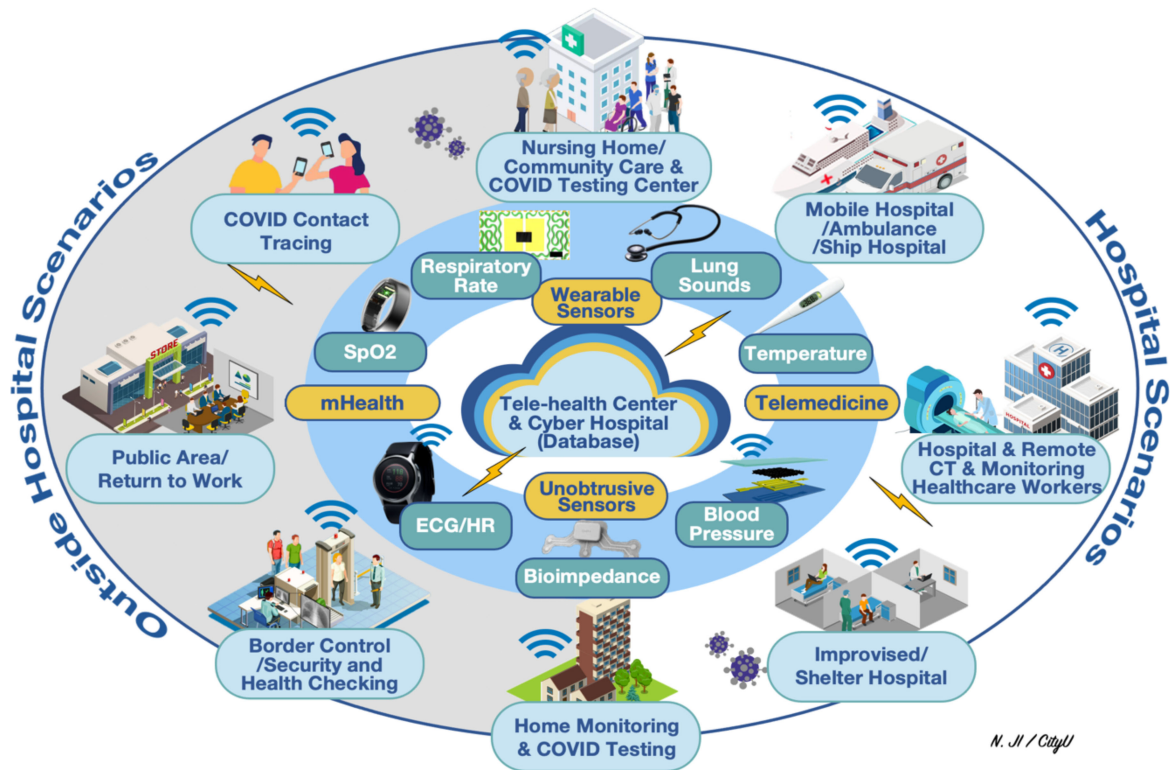 Outside Hospital Scenarios
Hospital Scenarios
Nursing Home/
Community Care &
COVID Testing Center
COVID Contact
Tracing
Mobile Hospital
/Ambulance
/Ship Hospital
Respiratory
Rate
Lung
Sounds
Wearable
Sensors
SpO2
Temperature
STORE
mHealth
Tele-health Center
& Cyber Hospital
(Database)
Telemedicine
H
HOSPITAL
Public Area/
Return to Work
Hospital & Remote
CT & Monitoring
Healthcare Workers
ECG/HR
Unobtrusive
Sensors
Blood
Pressure
Bioimpedance
Border Control
/Security and
Health Checking
Improvised/
Shelter Hospital
Home Monitoring
& COVID Testing
N. JI / CityU